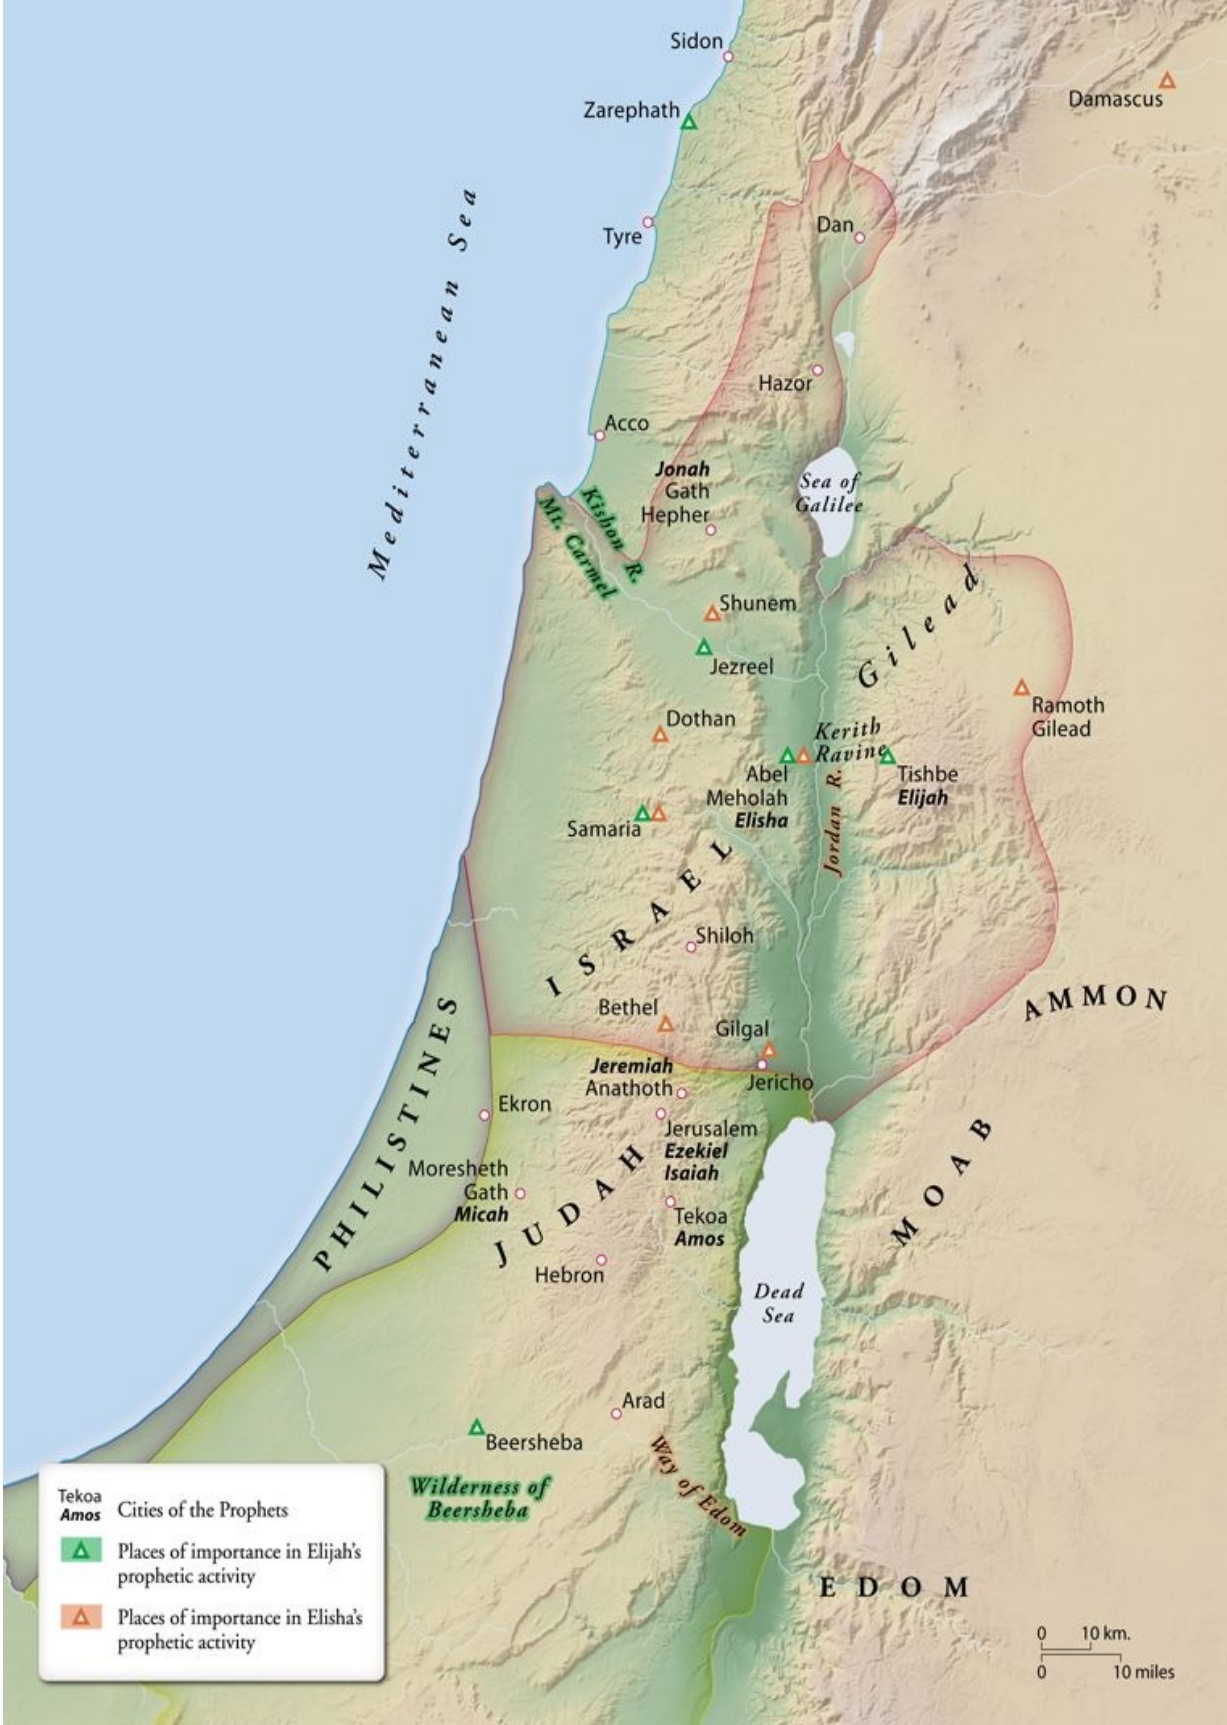 Sidon
Damascus
Zarephath
Mediterranean Sea
Tyre
Dan
Hazor
Acco
Jonah
Gath
Hepher
Sea of
Galilee
Kishon R.
Mt. Carmel
Gilead
Shunem
Jezreel
Ramoth
Gilead
Dothan
Kerith
Ravine
Abel
Meholah
Elisha
Tishbe
Elijah
Jordan R.
Samaria
ISRAEL
Shiloh
AMMON
Bethel
Gilgal
Jericho
Jeremiah
Anathoth
PHILISTINES
Ekron
Jerusalem
Ezekiel
Isaiah
MOAB
Moresheth
Gath
Micah
JUDAH
Tekoa
Amos
Hebron
Dead
Sea
Arad
Beersheba
Way of Edom
Wilderness of
Beersheba
EDOM
Tekoa
Amos
Cities of the Prophets
Places of importance in Elijah's
prophetic activity
Places of importance in Elisha's
prophetic activity
0 10 km.
0 10 miles